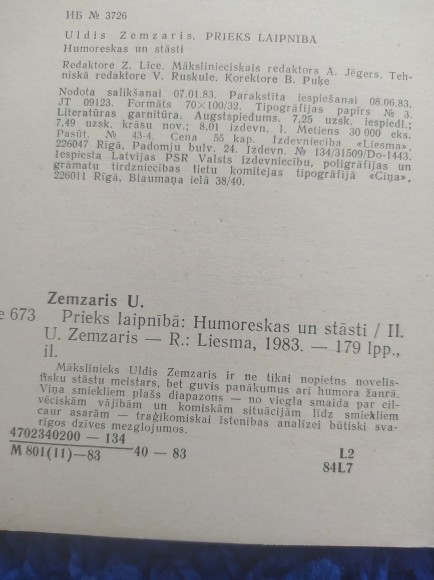 НБ № 3726
Uldis Zemzaris. PRIEKS LAIPNĪBĀ
Humoreskas un stāsti
Redaktore Z. Līce. Mākslinieciskais redaktors A. Jēgers. Teh-
niskā redaktore V. Ruskule. Korektore B. Puķe
Nodota salikšanai 07.01.83. Parakstīta iespiešanai 08.06.83.
JT 09123. Formāts 70×100/32. Tipogrāfijas papīrs № 3.
Literatūras garnitūra. Augstspiedums. 7,25 uzsk. iespiedl.;
7,49 uzsk. krāsu nov.; 8,01 izdevn. l. Metiens 30 000 eks.
Pasūt. № 43-4. Cena 55 kap. Izdevniecība «Liesma»,
226047 Rīgā, Padomju bulv. 24. Izdevn. № 134/31509/Do-1443.
Iespiesta Latvijas PSR Valsts izdevniecību, poligrāfijas un
grāmatu tirdzniecības lietu komitejas tipogrāfijā «Cīņa»,
226011 Rīgā, Blaumaņa ielā 38/40.
Zemzaris U.
e 673 Prieks laipnībā: Humoreskas un stāsti / Il.
U. Zemzaris — R.: Liesma, 1983. — 179 lpp.,
il.
Mākslinieks Uldis Zemzaris ir ne tikai nopietns novelis-
tisku stāstu meistars, bet guvis panākumus arī humora žanrā.
Viņa smiekliem plašs diapazons — no viegla smaida par cil-
vēciskām vājībām un komiskām situācijām līdz smiekliem
caur asarām — traģikomiskai īstenības analīzei būtiski sva-
rīgos dzīves mezglojumos.
4702340200 — 134
M 801(11)—83 40 — 83 L2
84L7